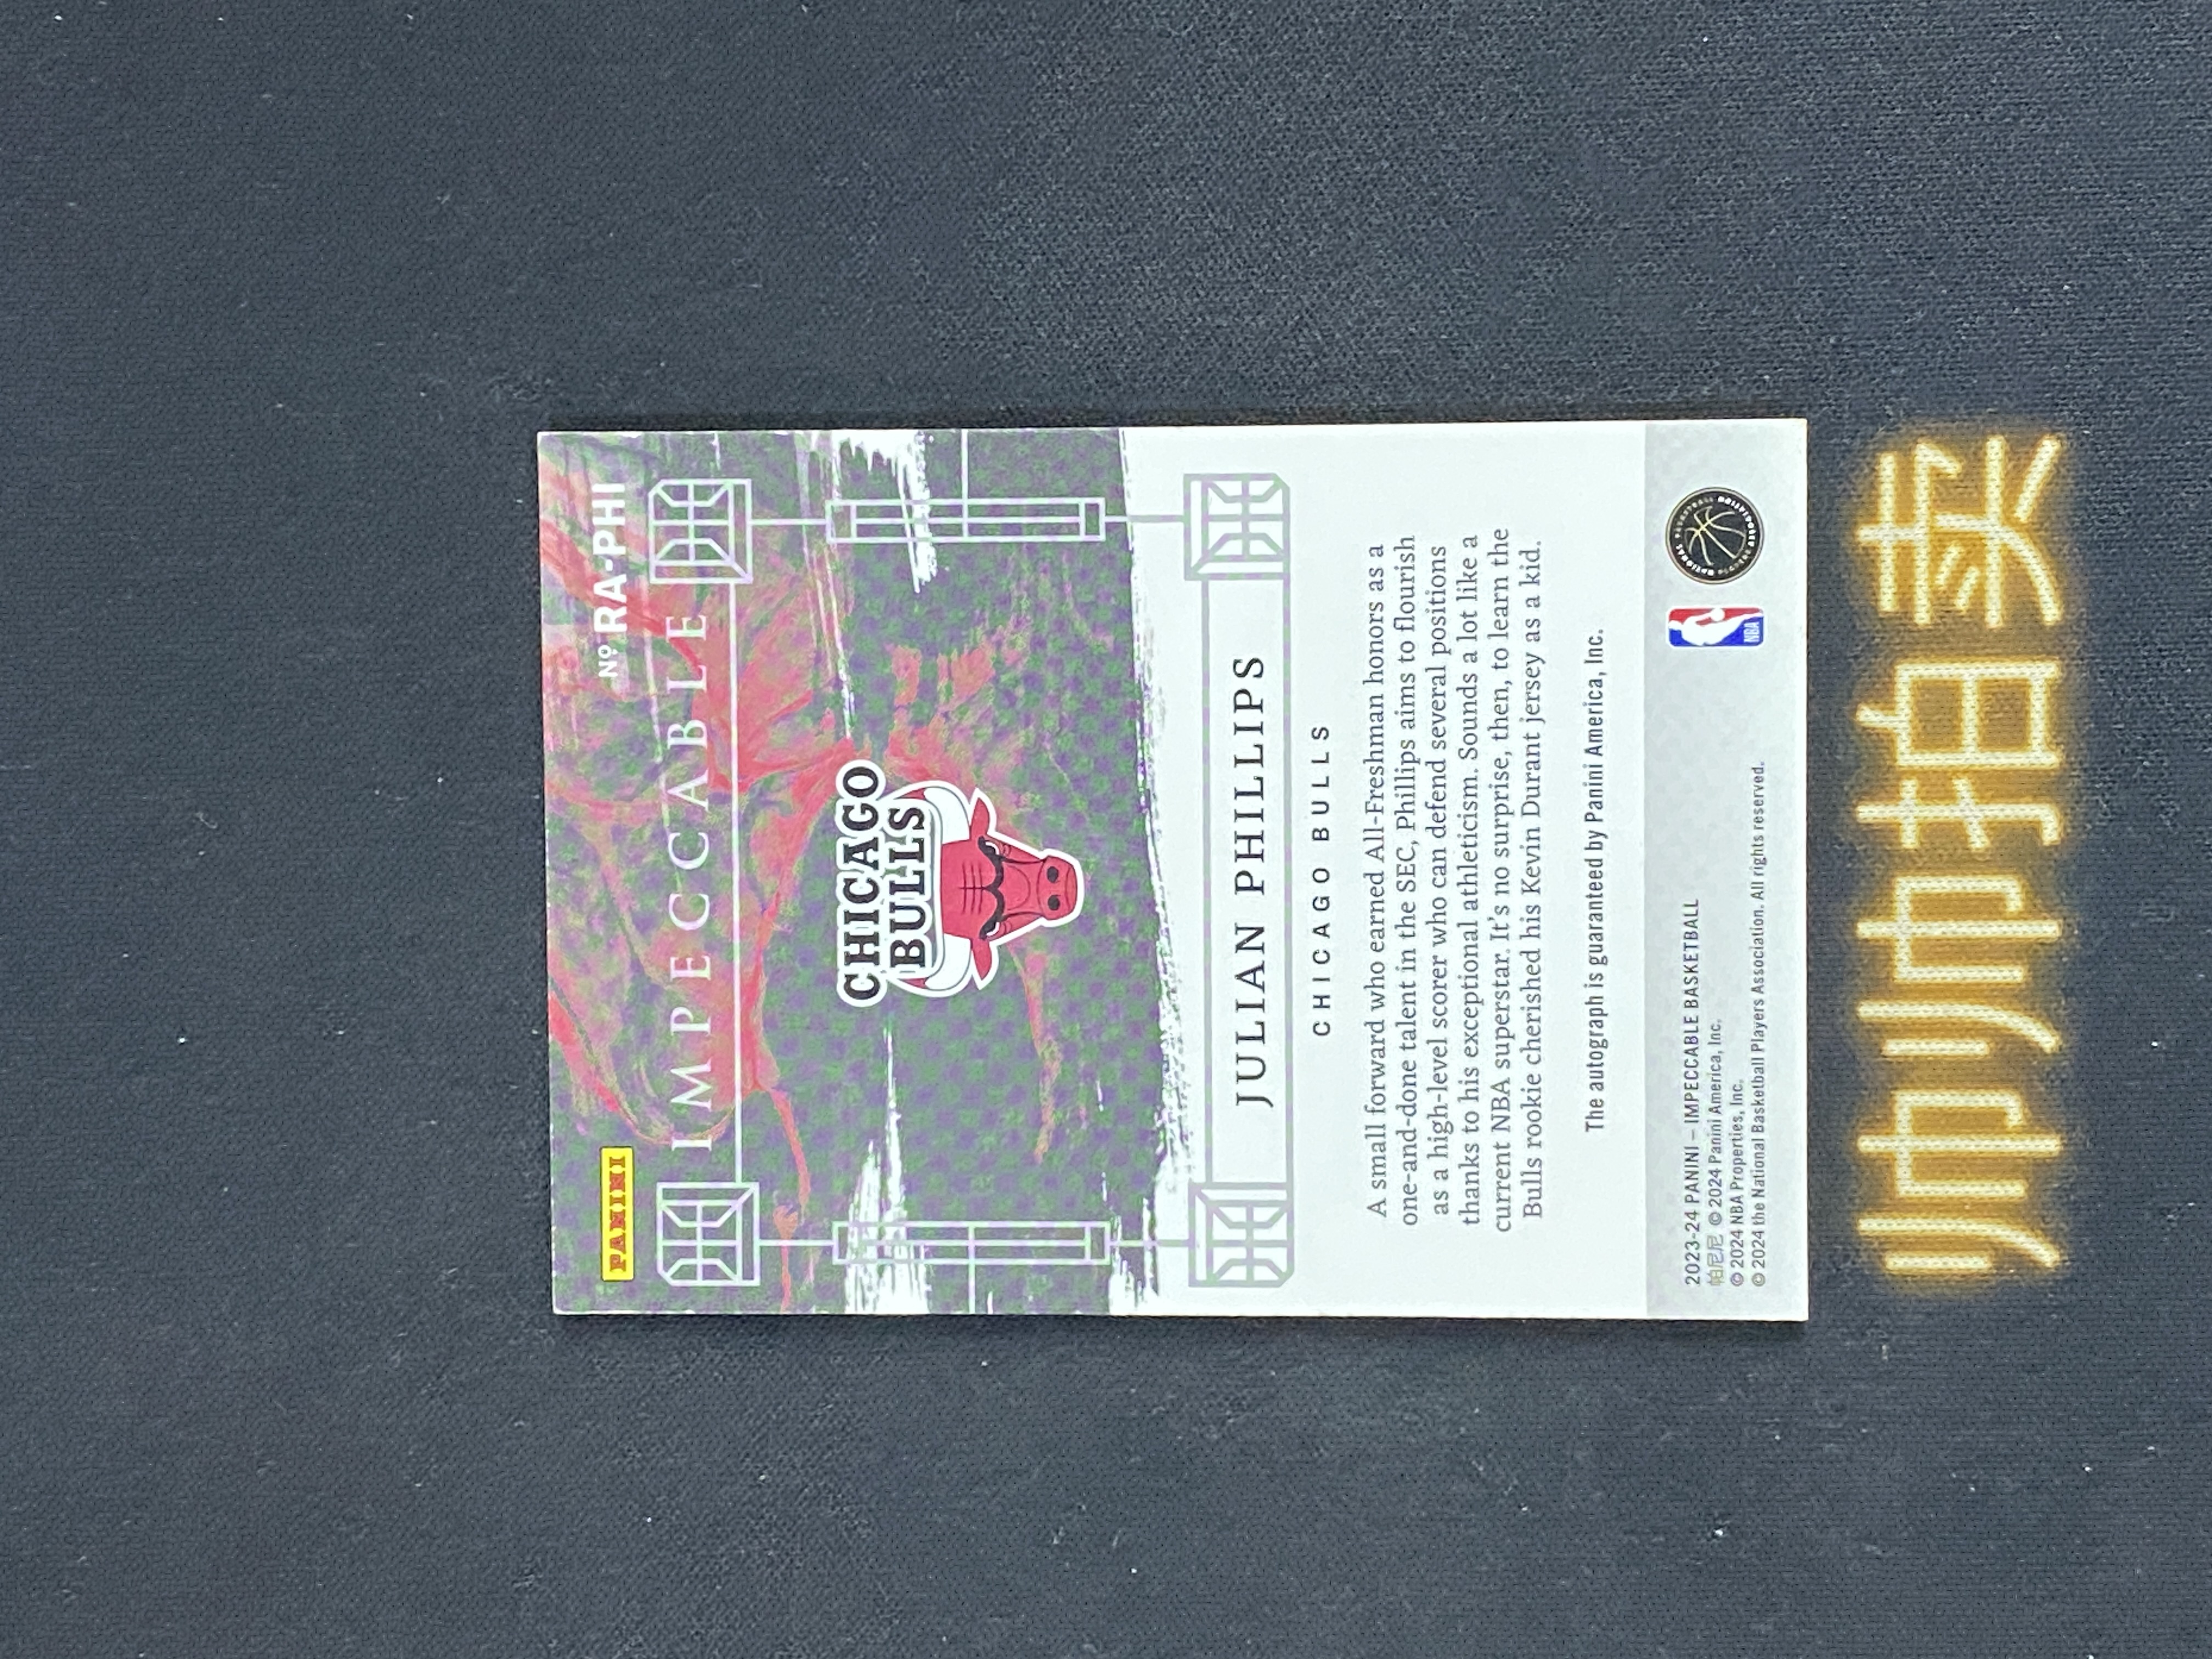 PANINI
Nº RA-PHI
IMPECCABLE
CHICAGO
BULLS
JULIAN PHILLIPS
CHICAGO BULLS
A small forward who earned All-Freshman honors as a
one-and-done talent in the SEC, Phillips aims to flourish
as a high-level scorer who can defend several positions
thanks to his exceptional athleticism. Sounds a lot like a
current NBA superstar. It's no surprise, then, to learn the
Bulls rookie cherished his Kevin Durant jersey as a kid.
The autograph is guaranteed by Panini America, Inc.
2023-24 PANINI – IMPECCABLE BASKETBALL
帕尼尼 © 2024 Panini America, Inc.
© 2024 NBA Properties, Inc.
© 2024 the National Basketball Players Association. All rights reserved.
NBA
帅帅拍卖